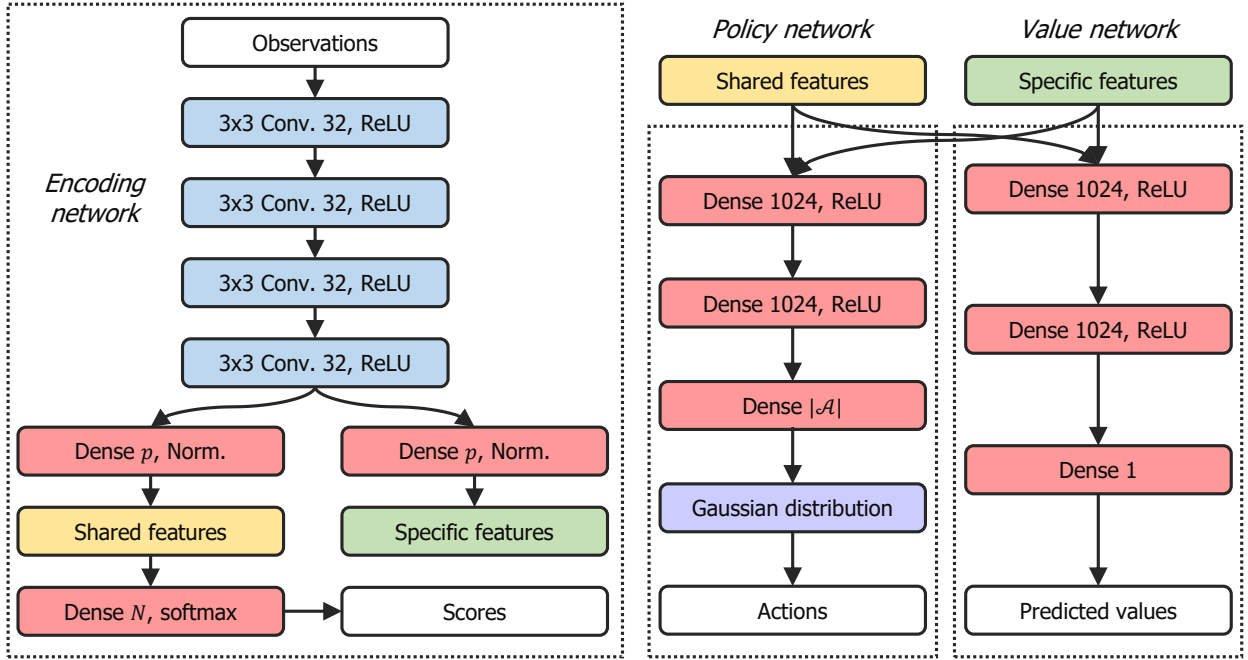 Observations
3x3 Conv. 32, ReLU
3x3 Conv. 32, ReLU
3x3 Conv. 32, ReLU
3x3 Conv. 32, ReLU
Encoding
network
Dense p, Norm.
Dense p, Norm.
Shared features
Specific features
Dense N, softmax
Scores
Policy network
Value network
Shared features
Specific features
Dense 1024, ReLU
Dense 1024, ReLU
Dense |𝒜|
Gaussian distribution
Actions
Dense 1024, ReLU
Dense 1024, ReLU
Dense 1
Predicted values